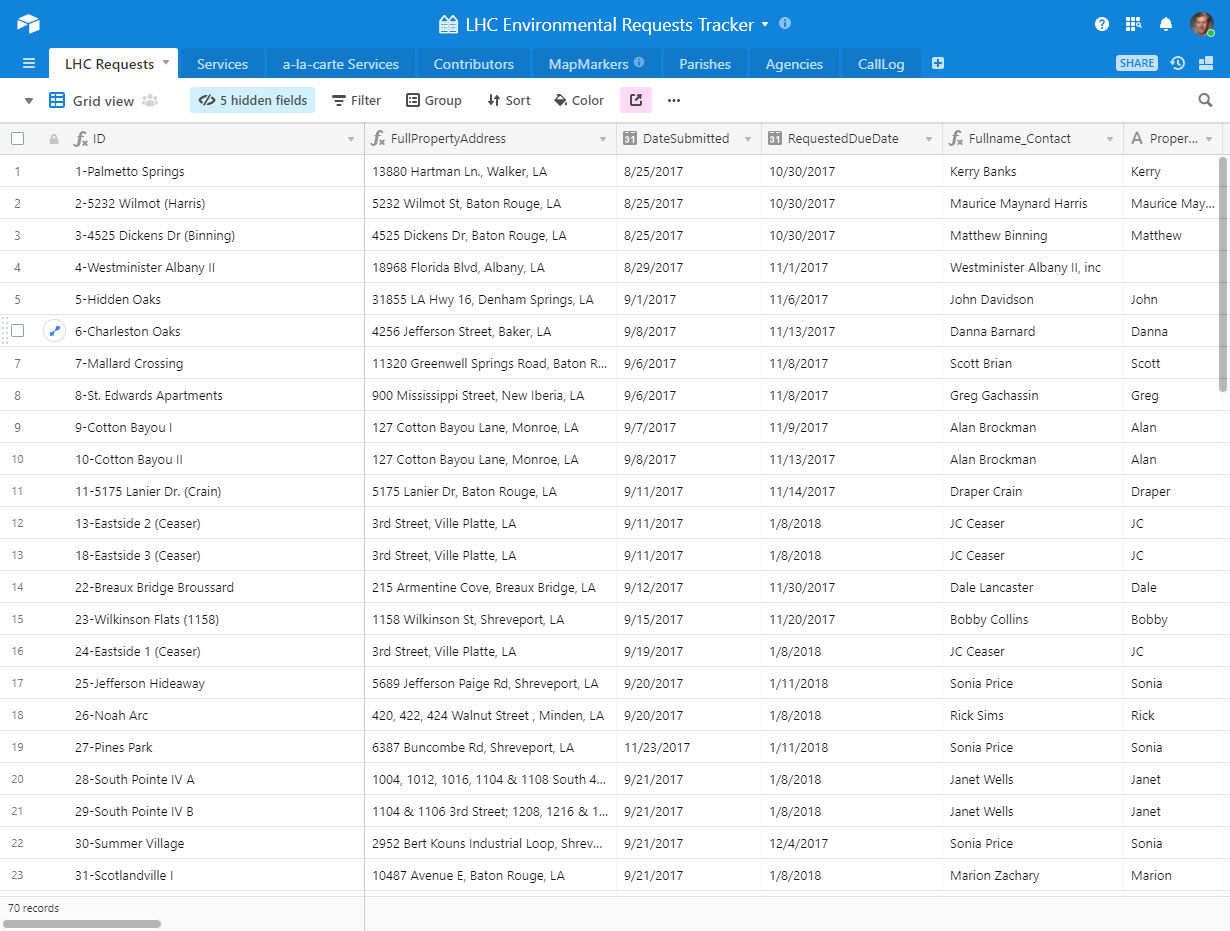 LHC Environmental Requests Tracker
LHC Requests Services a-la-carte Services Contributors MapMarkers Parishes Agencies CallLog SHARE
Grid view 5 hidden fields Filter Group Sort Color
ID FullPropertyAddress 31 DateSubmitted 31 RequestedDueDate Fullname_Contact A Proper...
1 1-Palmetto Springs 13880 Hartman Ln., Walker, LA 8/25/2017 10/30/2017 Kerry Banks Kerry
2 2-5232 Wilmot (Harris) 5232 Wilmot St, Baton Rouge, LA 8/25/2017 10/30/2017 Maurice Maynard Harris Maurice May...
3 3-4525 Dickens Dr (Binning) 4525 Dickens Dr, Baton Rouge, LA 8/25/2017 10/30/2017 Matthew Binning Matthew
4 4-Westminister Albany II 18968 Florida Blvd, Albany, LA 8/29/2017 11/1/2017 Westminister Albany II, inc
5 5-Hidden Oaks 31855 LA Hwy 16, Denham Springs, LA 9/1/2017 11/6/2017 John Davidson John
6-Charleston Oaks 4256 Jefferson Street, Baker, LA 9/8/2017 11/13/2017 Danna Barnard Danna
7 7-Mallard Crossing 11320 Greenwell Springs Road, Baton R... 9/6/2017 11/8/2017 Scott Brian Scott
8 8-St. Edwards Apartments 900 Mississippi Street, New Iberia, LA 9/6/2017 11/8/2017 Greg Gachassin Greg
9 9-Cotton Bayou I 127 Cotton Bayou Lane, Monroe, LA 9/7/2017 11/9/2017 Alan Brockman Alan
10 10-Cotton Bayou II 127 Cotton Bayou Lane, Monroe, LA 9/8/2017 11/13/2017 Alan Brockman Alan
11 11-5175 Lanier Dr. (Crain) 5175 Lanier Dr, Baton Rouge, LA 9/11/2017 11/14/2017 Draper Crain Draper
12 13-Eastside 2 (Ceaser) 3rd Street, Ville Platte, LA 9/11/2017 1/8/2018 JC Ceaser JC
13 18-Eastside 3 (Ceaser) 3rd Street, Ville Platte, LA 9/11/2017 1/8/2018 JC Ceaser JC
14 22-Breaux Bridge Broussard 215 Armentine Cove, Breaux Bridge, LA 9/12/2017 11/30/2017 Dale Lancaster Dale
15 23-Wilkinson Flats (1158) 1158 Wilkinson St, Shreveport, LA 9/15/2017 11/20/2017 Bobby Collins Bobby
16 24-Eastside 1 (Ceaser) 3rd Street, Ville Platte, LA 9/19/2017 1/8/2018 JC Ceaser JC
17 25-Jefferson Hideaway 5689 Jefferson Paige Rd, Shreveport, LA 9/20/2017 1/11/2018 Sonia Price Sonia
18 26-Noah Arc 420, 422, 424 Walnut Street , Minden, LA 9/20/2017 1/8/2018 Rick Sims Rick
19 27-Pines Park 6387 Buncombe Rd, Shreveport, LA 11/23/2017 1/11/2018 Sonia Price Sonia
20 28-South Pointe IV A 1004, 1012, 1016, 1104 & 1108 South 4... 9/21/2017 1/8/2018 Janet Wells Janet
21 29-South Pointe IV B 1104 & 1106 3rd Street; 1208, 1216 & 1... 9/21/2017 1/8/2018 Janet Wells Janet
22 30-Summer Village 2952 Bert Kouns Industrial Loop, Shrev... 9/21/2017 12/4/2017 Sonia Price Sonia
23 31-Scotlandville I 10487 Avenue E, Baton Rouge, LA 9/21/2017 1/8/2018 Marion Zachary Marion
70 records